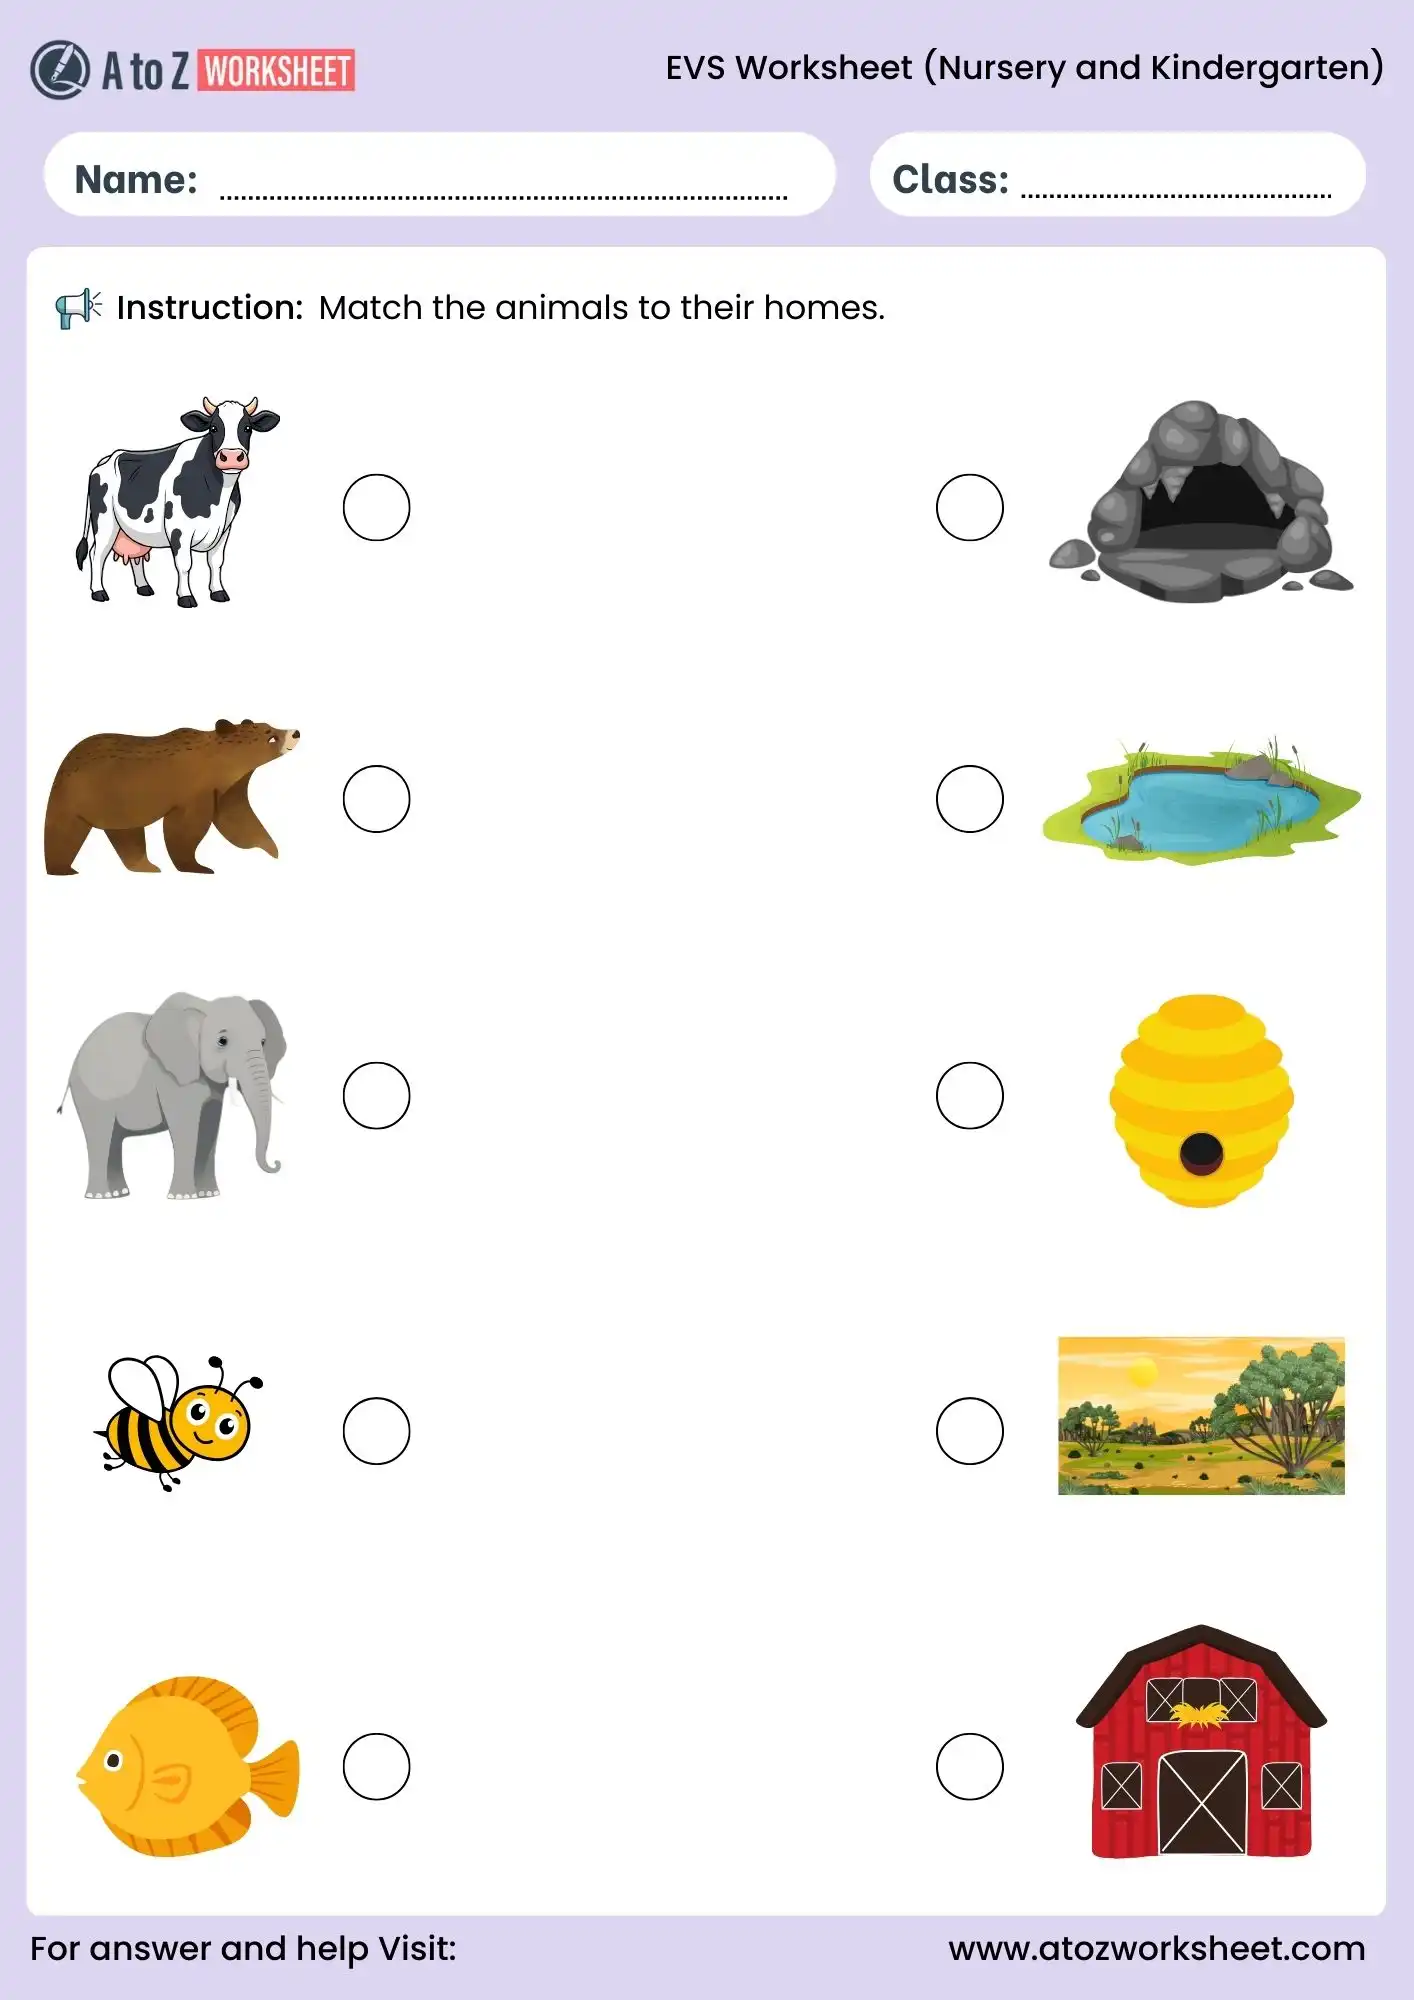 A to Z WORKSHEET
EVS Worksheet (Nursery and Kindergarten)
Name:
Class:
Instruction: Match the animals to their homes.
For answer and help Visit:
www.atozworksheet.com